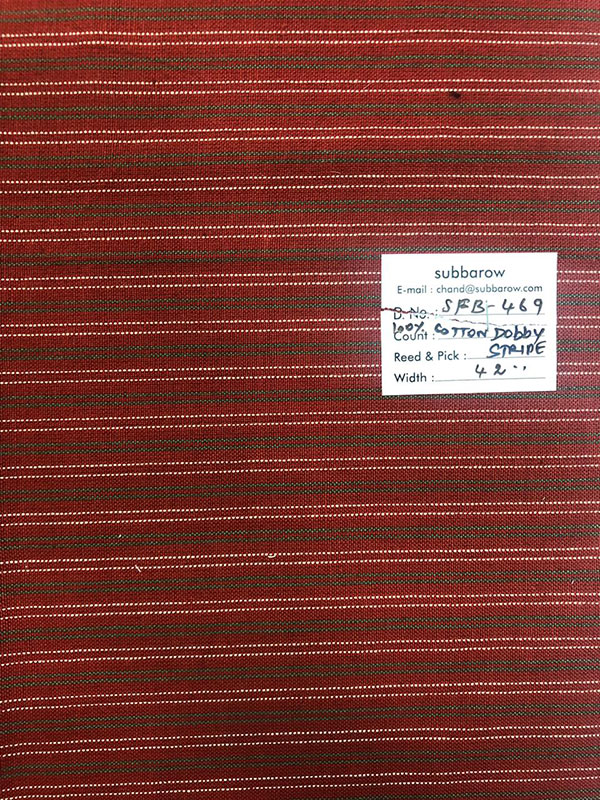 subbarow
E-mail : chand@subbarow.com
D. No. : SFB-469
Count : 100% COTTON DOBBY
Reed & Pick : STRIPE
Width : 42"